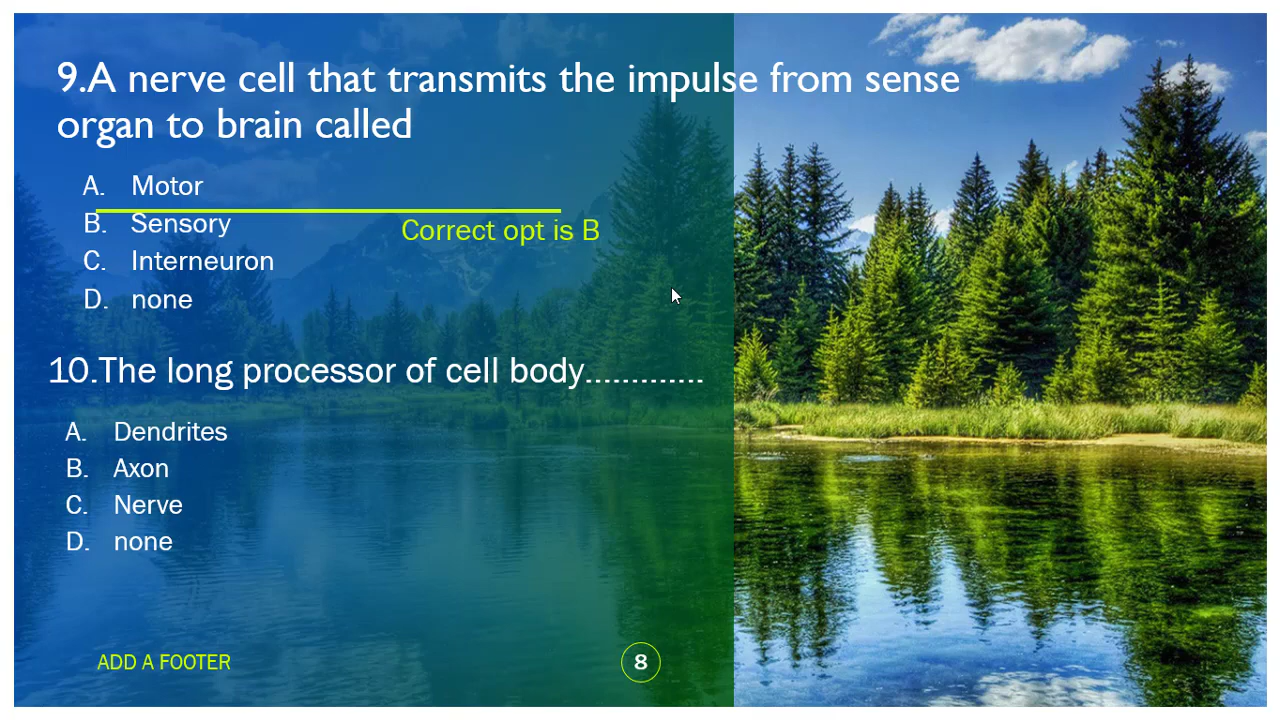 9.A nerve cell that transmits the impulse from sense
organ to brain called
A. Motor
B. Sensory
Correct opt is B
C. Interneuron
D. none
10.The long processor of cell body.............
A. Dendrites
B. Axon
C. Nerve
D. none
ADD A FOOTER
8